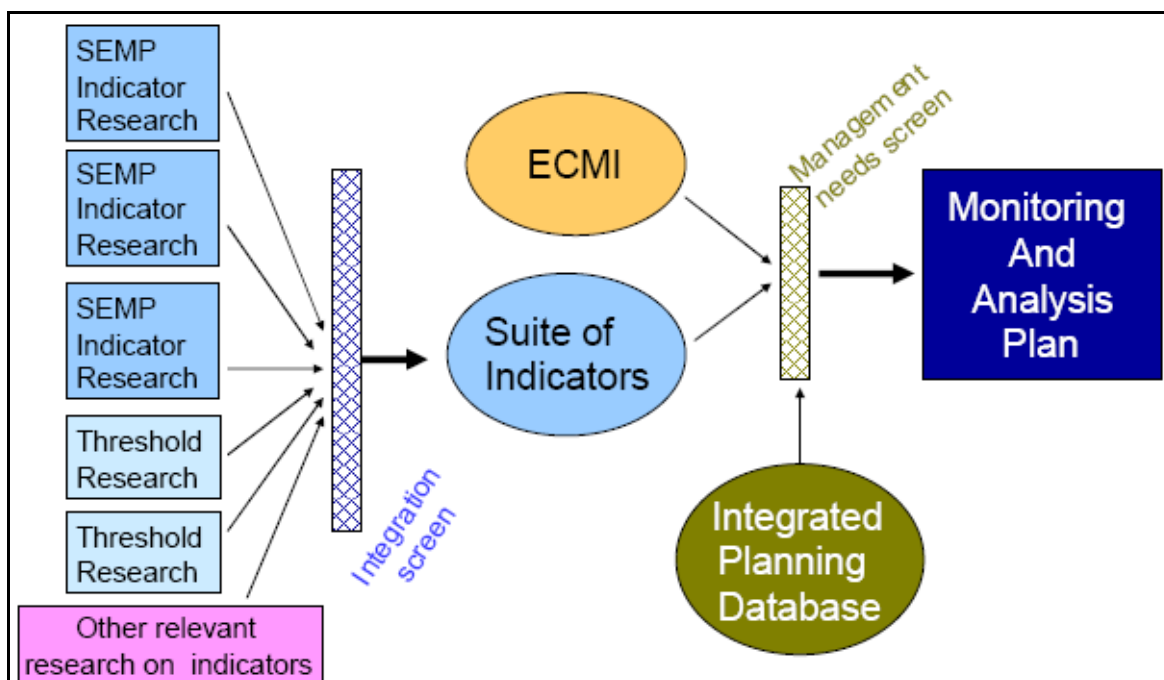 SEMP
Indicator
Research
SEMP
Indicator
Research
SEMP
Indicator
Research
Threshold
Research
Threshold
Research
Other relevant
research on indicators
Integration
screen
ECMI
Suite of
Indicators
Management
needs screen
Integrated
Planning
Database
Monitoring
And
Analysis
Plan